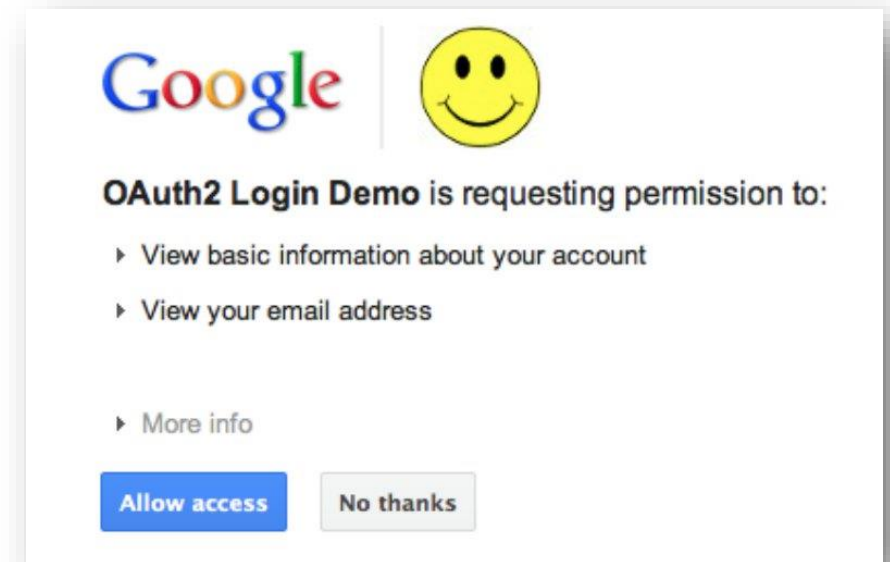 Google
OAuth2 Login Demo is requesting permission to:
View basic information about your account
View your email address
More info
Allow access
No thanks